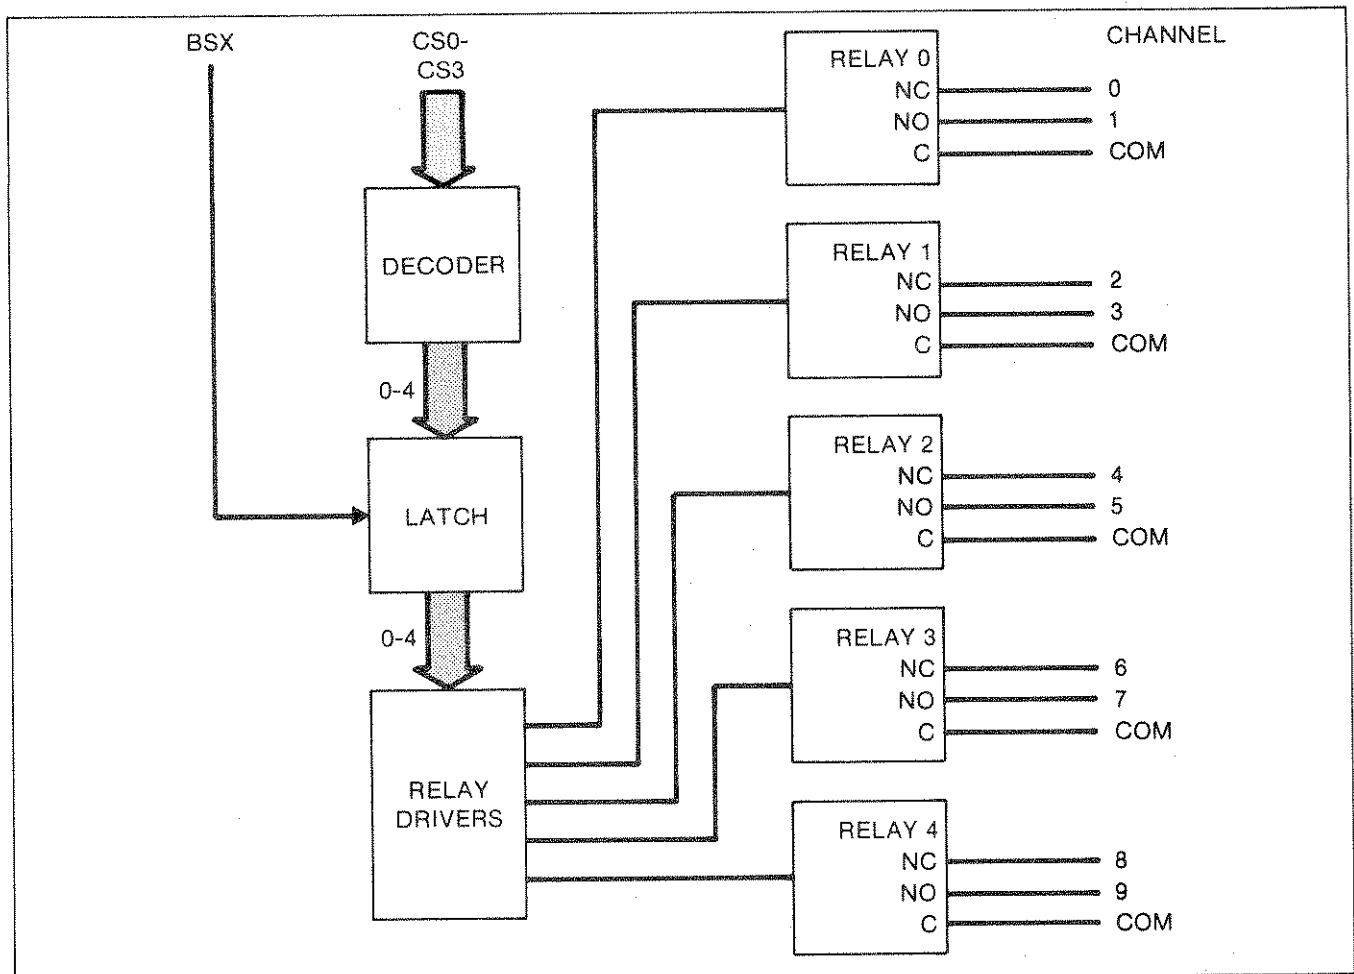 BSX
CS0-
CS3
CHANNEL
RELAY 0
NC 0
NO 1
C COM
DECODER
RELAY 1
NC 2
NO 3
C COM
0-4
LATCH
RELAY 2
NC 4
NO 5
C COM
0-4
RELAY 3
NC 6
NO 7
C COM
RELAY
DRIVERS
RELAY 4
NC 8
NO 9
C COM